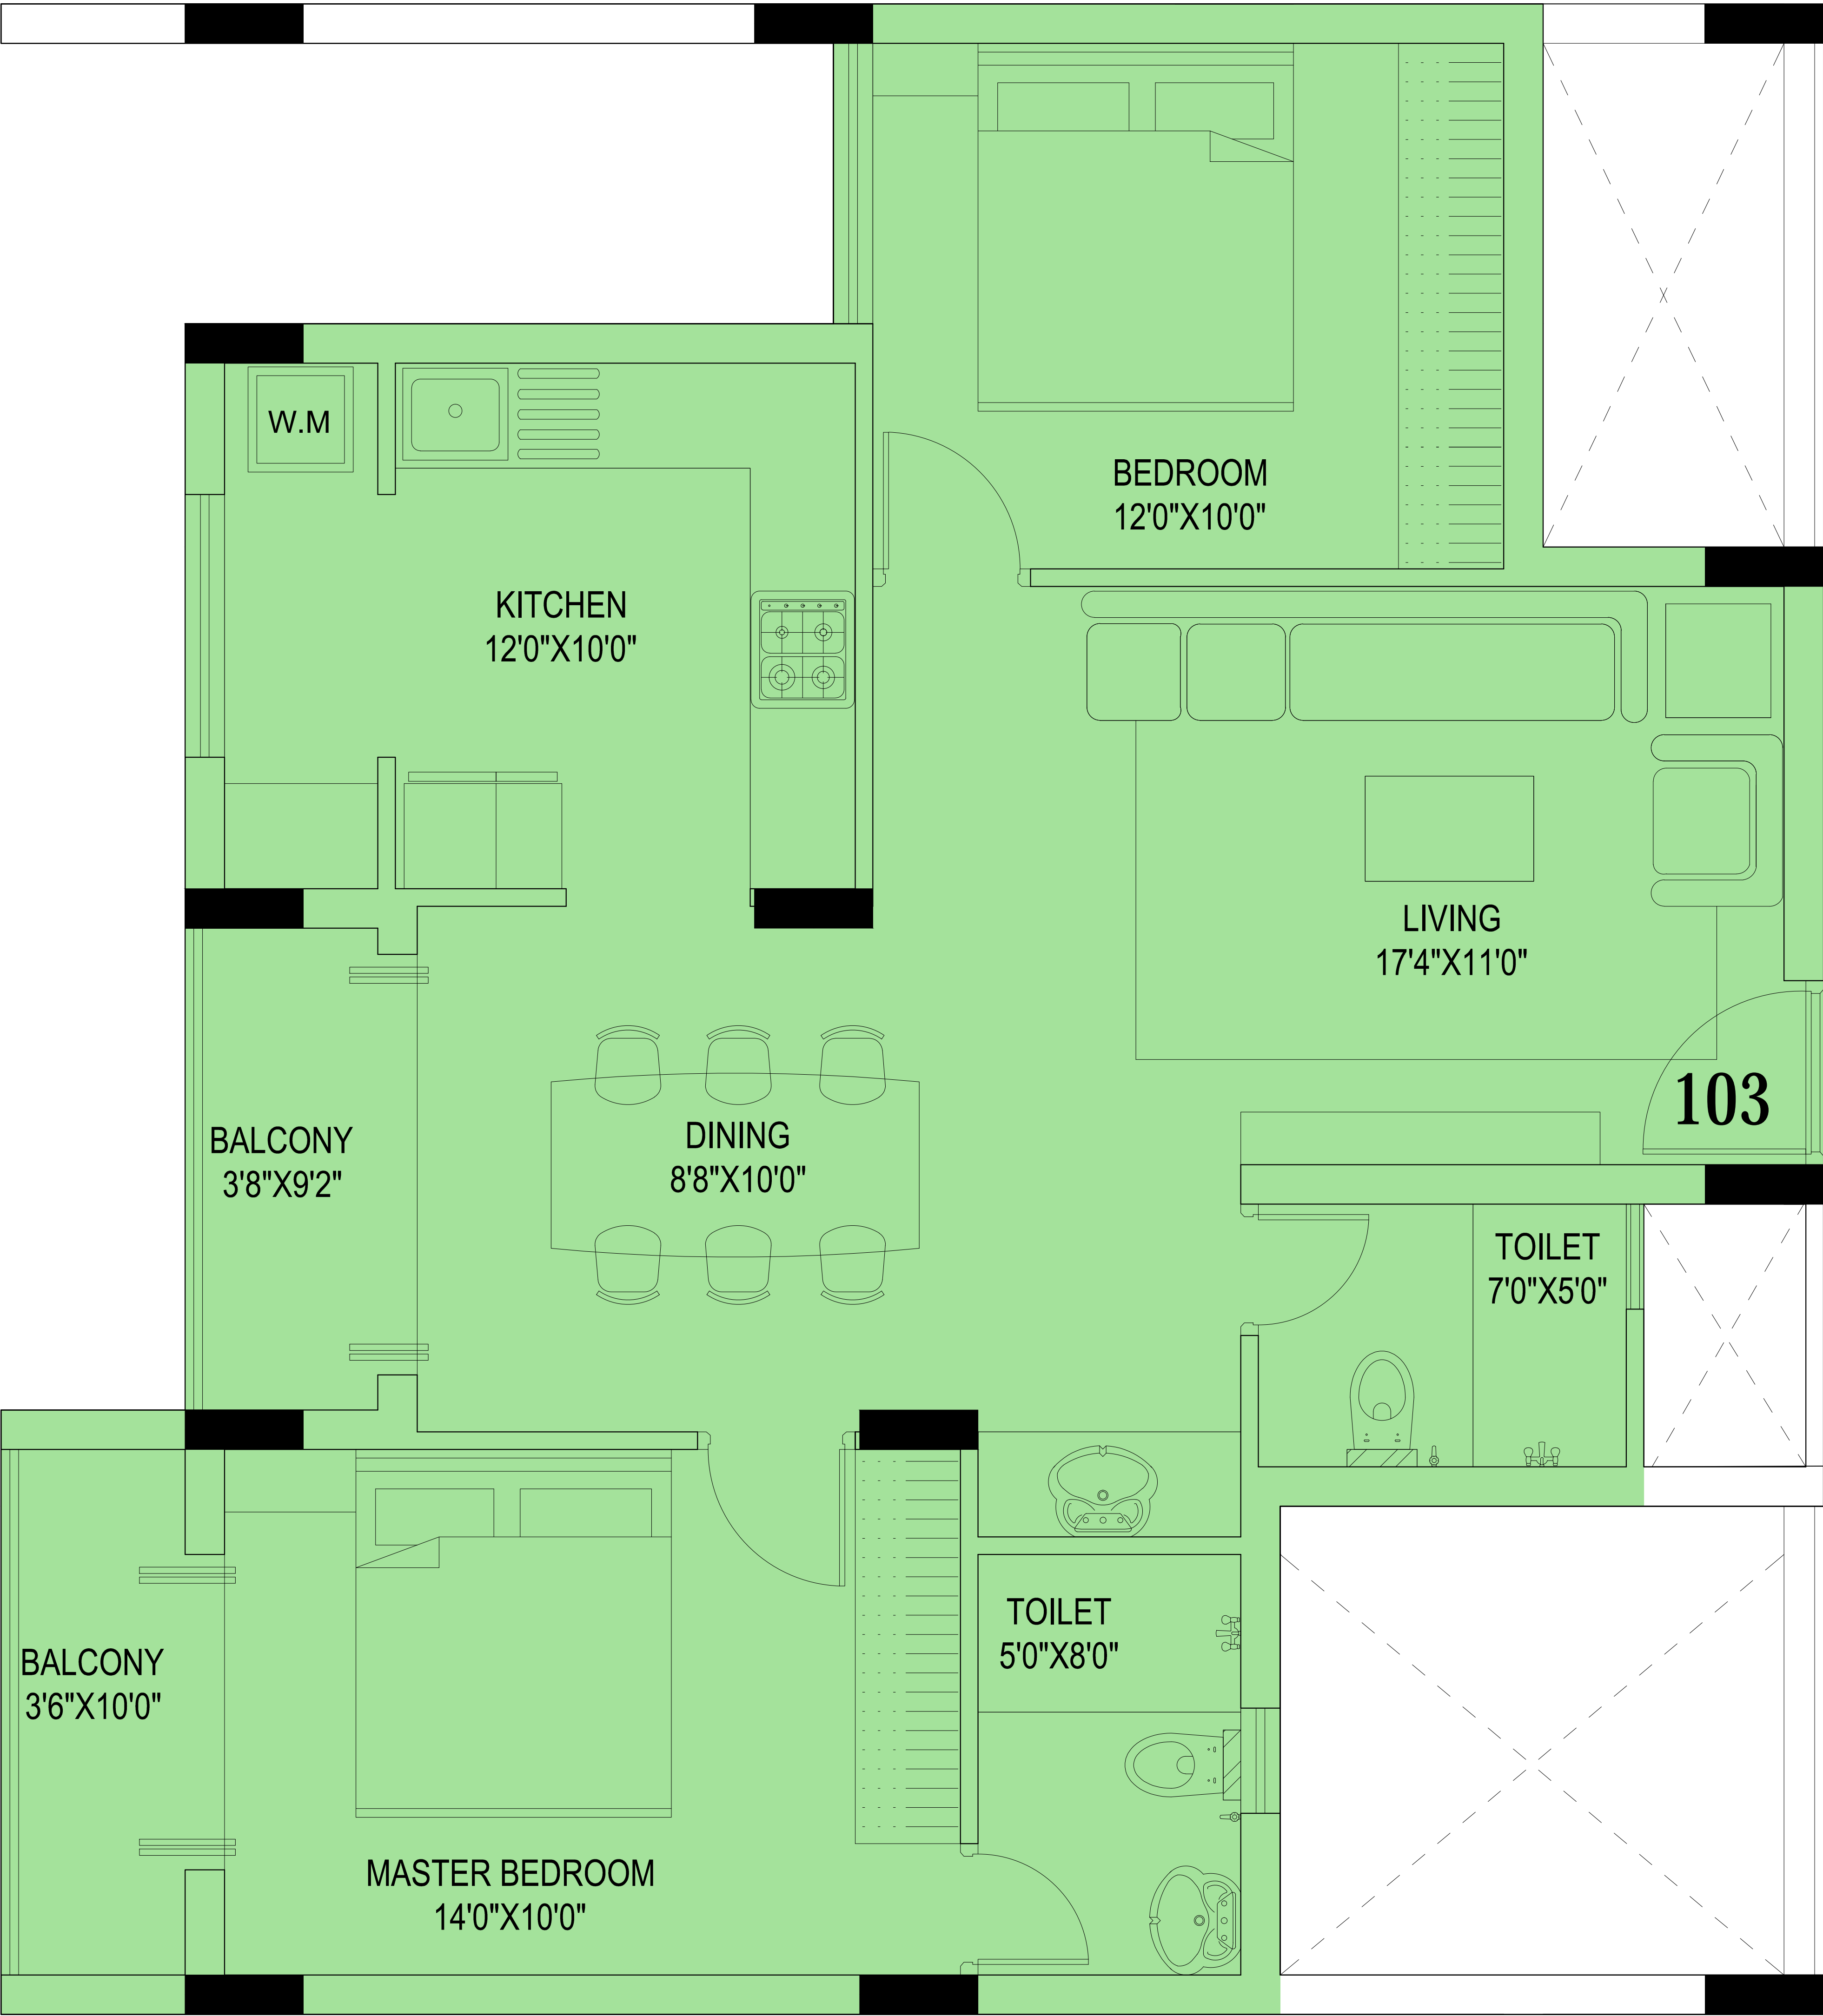 W.M
BEDROOM
12'0"X10'0"
KITCHEN
12'0"X10'0"
LIVING
17'4"X11'0"
103
BALCONY
3'8"X9'2"
DINING
8'8"X10'0"
TOILET
7'0"X5'0"
TOILET
5'0"X8'0"
BALCONY
3'6"X10'0"
MASTER BEDROOM
14'0"X10'0"